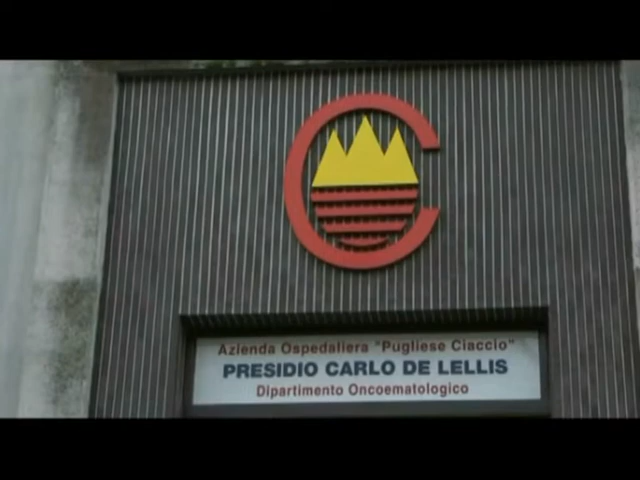 Azienda Ospedaliera "Pugliese Ciaccio"
PRESIDIO CARLO DE LELLIS
Dipartimento Oncoematologico